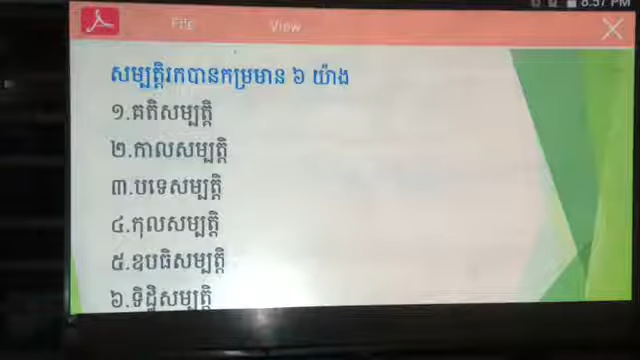 8:57 PM
File View
សម្បត្តិរកបានកម្រមាន ៦ យ៉ាង
១.គតិសម្បត្តិ
២.កាលសម្បត្តិ
៣.បទេសម្បត្តិ
៤.កុលសម្បត្តិ
៥.ឧបធិសម្បត្តិ
៦.ទិដ្ឋិសម្បត្តិ